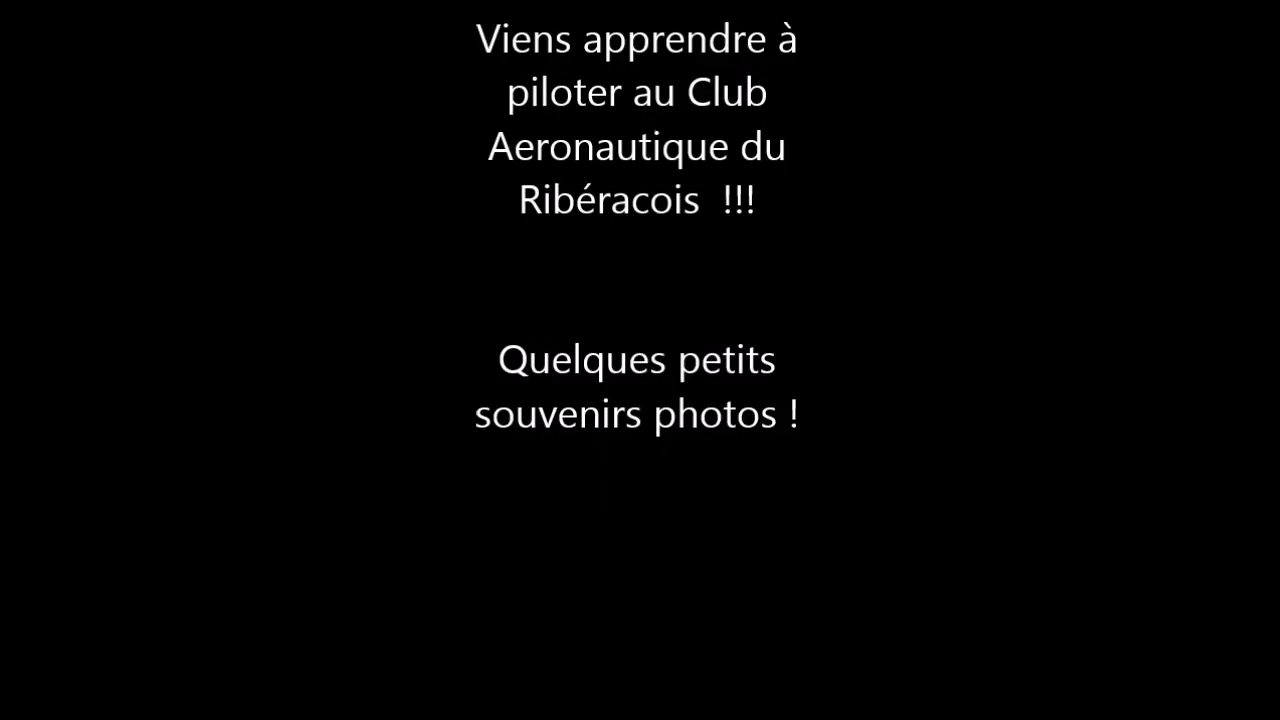 Viens apprendre à
piloter au Club
Aeronautique du
Ribéracois  !!!
Quelques petits
souvenirs photos !